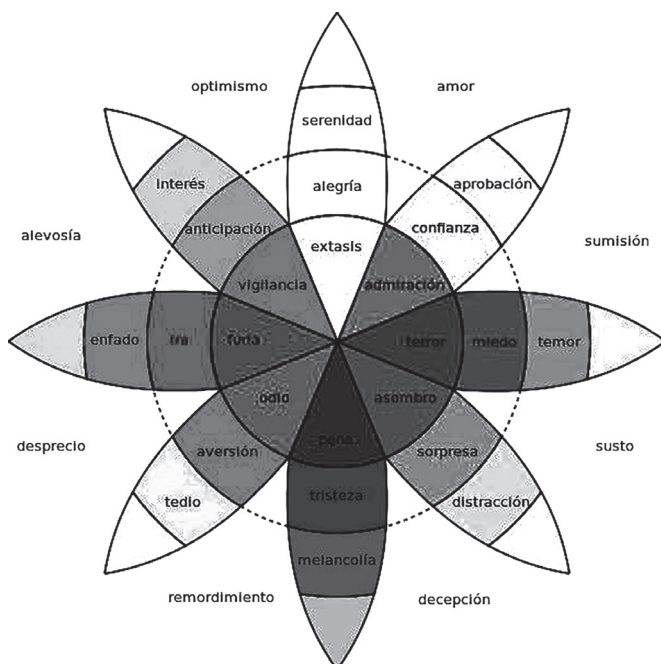 optimismo
amor
serenidad
interés
alegría
aprobación
anticipación
confianza
alevosía
extasis
sumisión
vigilancia
admiración
enfado
ira
furia
terror
miedo
temor
odio
asombro
desprecio
aversión
pena
sorpresa
susto
tedio
tristeza
distracción
melancolía
remordimiento
decepción